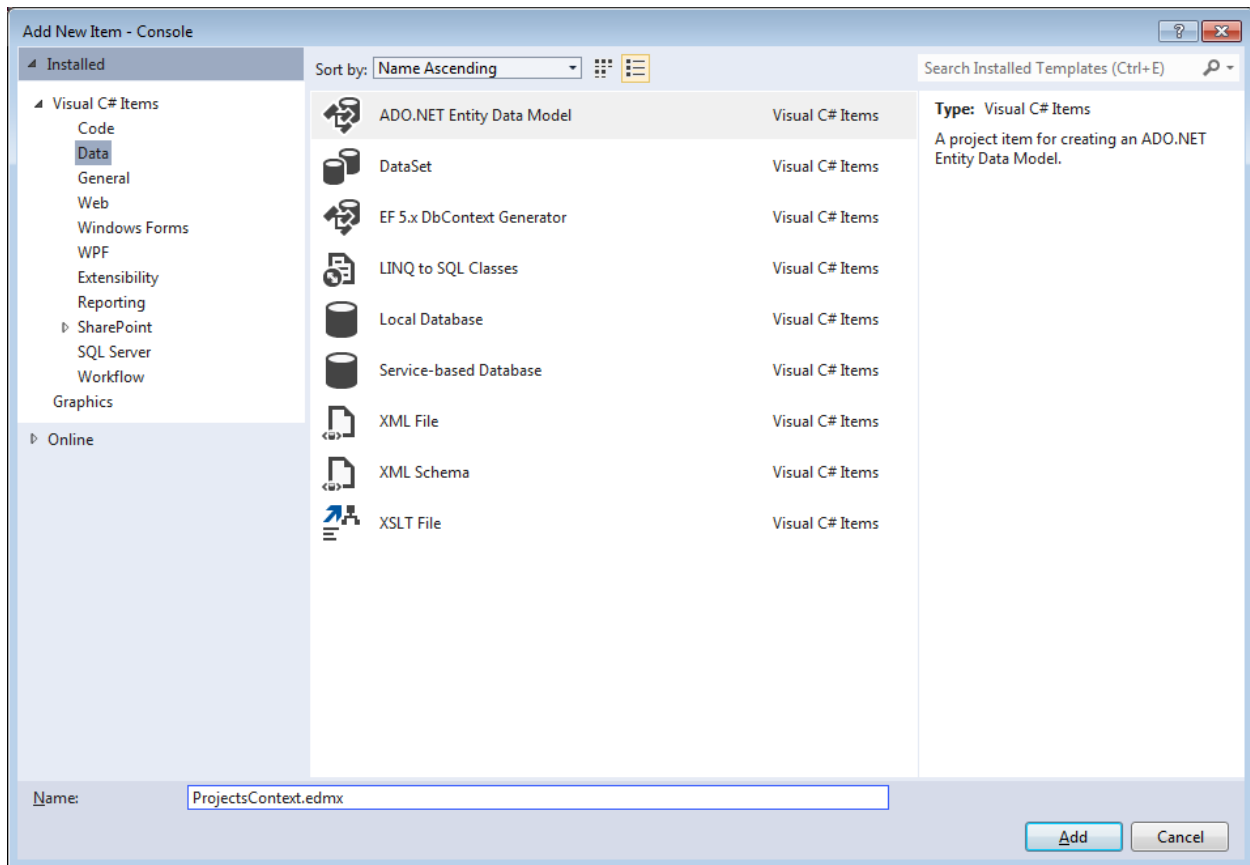 Add New Item - Console
Installed
Sort by: Name Ascending
Search Installed Templates (Ctrl+E)
Visual C# Items
Code
Data
General
Web
Windows Forms
WPF
Extensibility
Reporting
SharePoint
SQL Server
Workflow
Graphics
Online
ADO.NET Entity Data Model Visual C# Items
DataSet Visual C# Items
EF 5.x DbContext Generator Visual C# Items
LINQ to SQL Classes Visual C# Items
Local Database Visual C# Items
Service-based Database Visual C# Items
XML File Visual C# Items
XML Schema Visual C# Items
XSLT File Visual C# Items
Type: Visual C# Items
A project item for creating an ADO.NET
Entity Data Model.
Name: ProjectsContext.edmx
Add Cancel